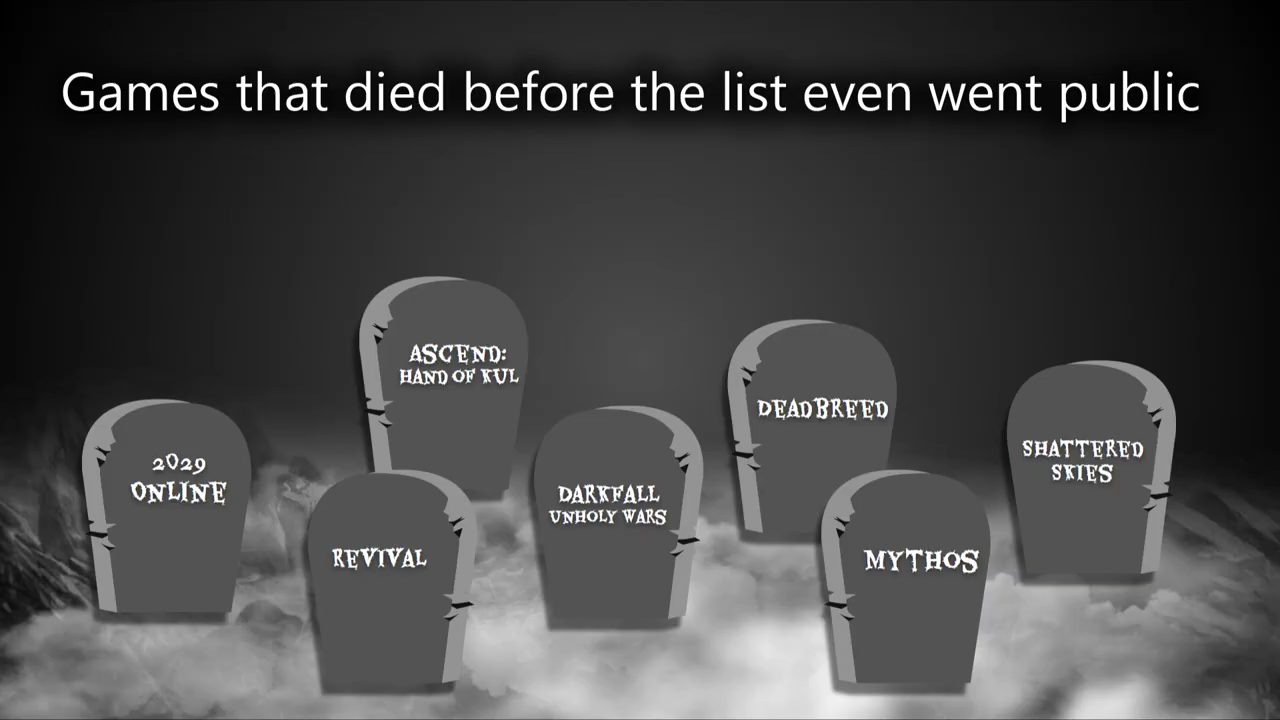 Games that died before the list even went public
ASCEND:
HAND OF KUL
DEADBREED
SHATTERED
SKIES
2029
ONLINE
DARKFALL
UNHOLY WARS
REVIVAL
MYTHOS